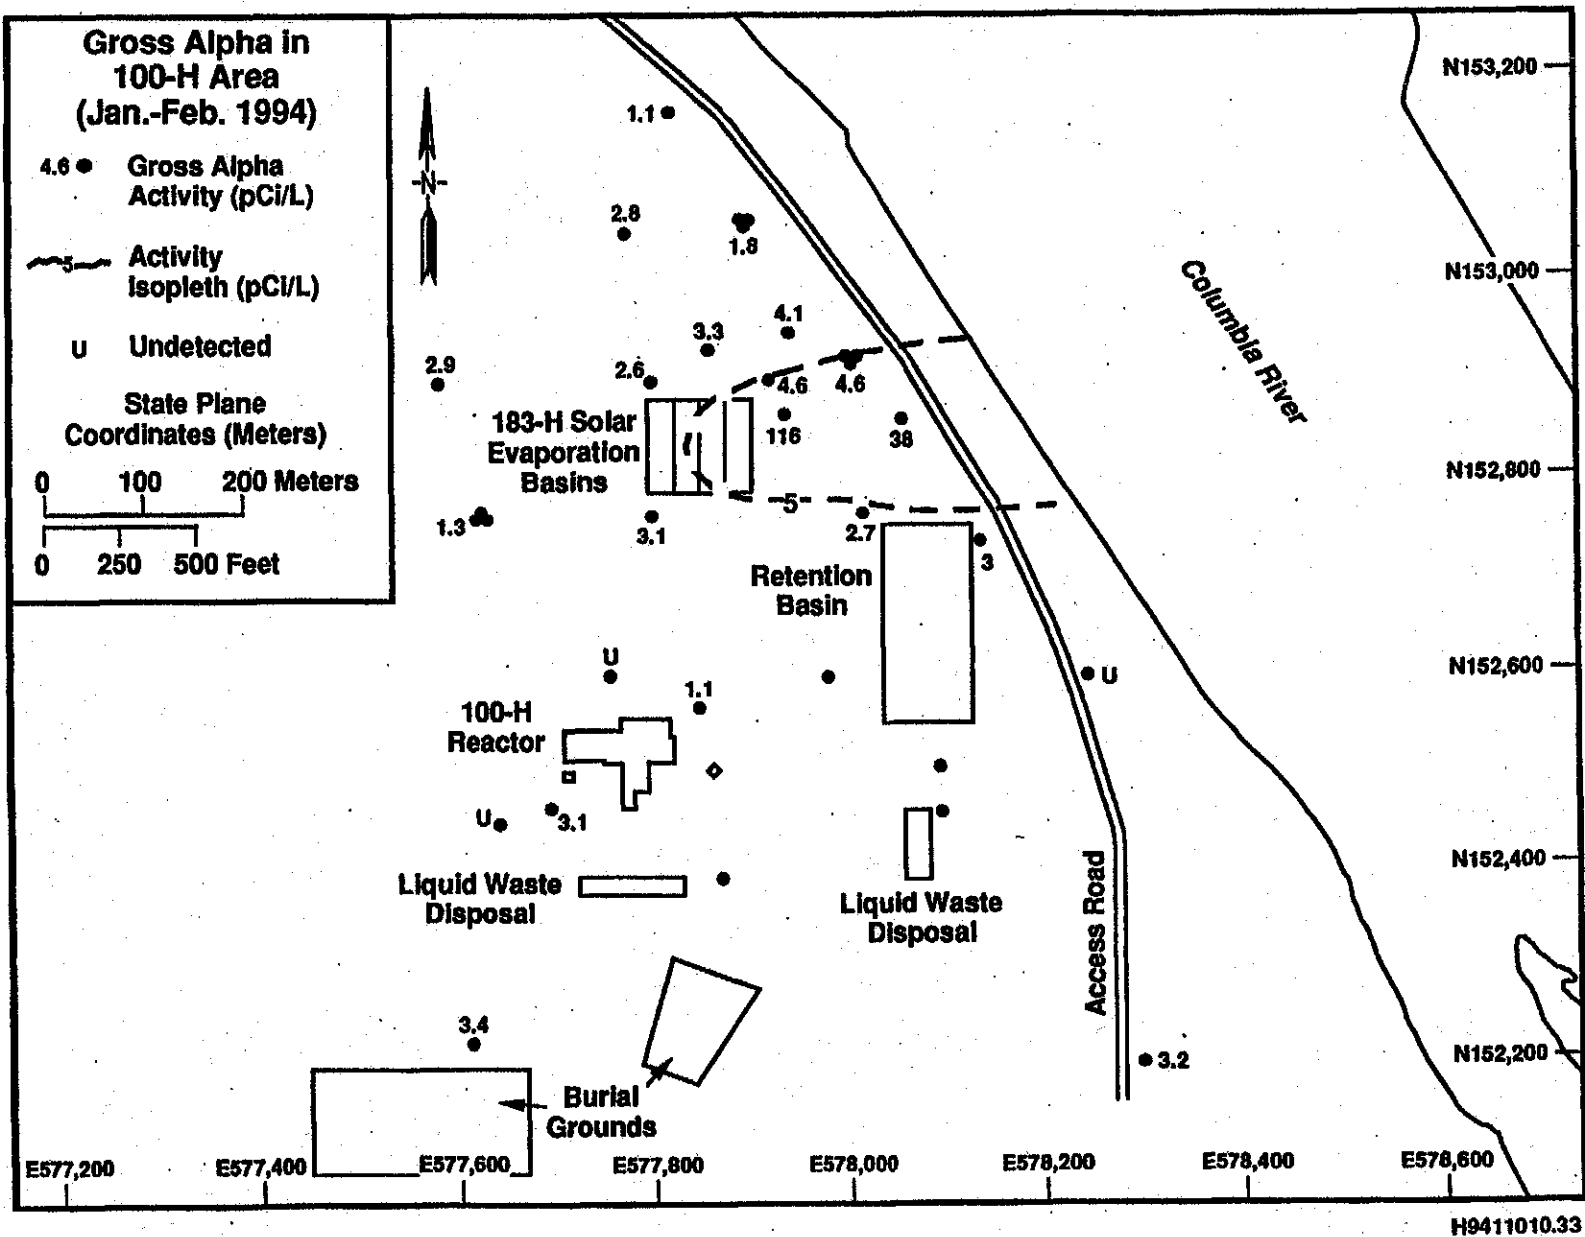 Gross Alpha in
100-H Area
(Jan.-Feb. 1994)
4.6
Gross Alpha
Activity (pCi/L)
5
Activity
Isopleth (pCi/L)
U
Undetected
State Plane
Coordinates (Meters)
0 100 200 Meters
0 250 500 Feet
N
1.1
2.8
1.8
4.1
3.3
2.9
2.6
4.6
4.6
116
38
183-H Solar
Evaporation
Basins
5
1.3
3.1
2.7
3
Retention
Basin
U
U
1.1
100-H
Reactor
U
3.1
Liquid Waste
Disposal
Liquid Waste
Disposal
Access Road
3.4
3.2
Burial
Grounds
Columbia River
N153,200
N153,000
N152,800
N152,600
N152,400
N152,200
E577,200 E577,400 E577,600 E577,800 E578,000 E578,200 E578,400 E578,600
H9411010.33